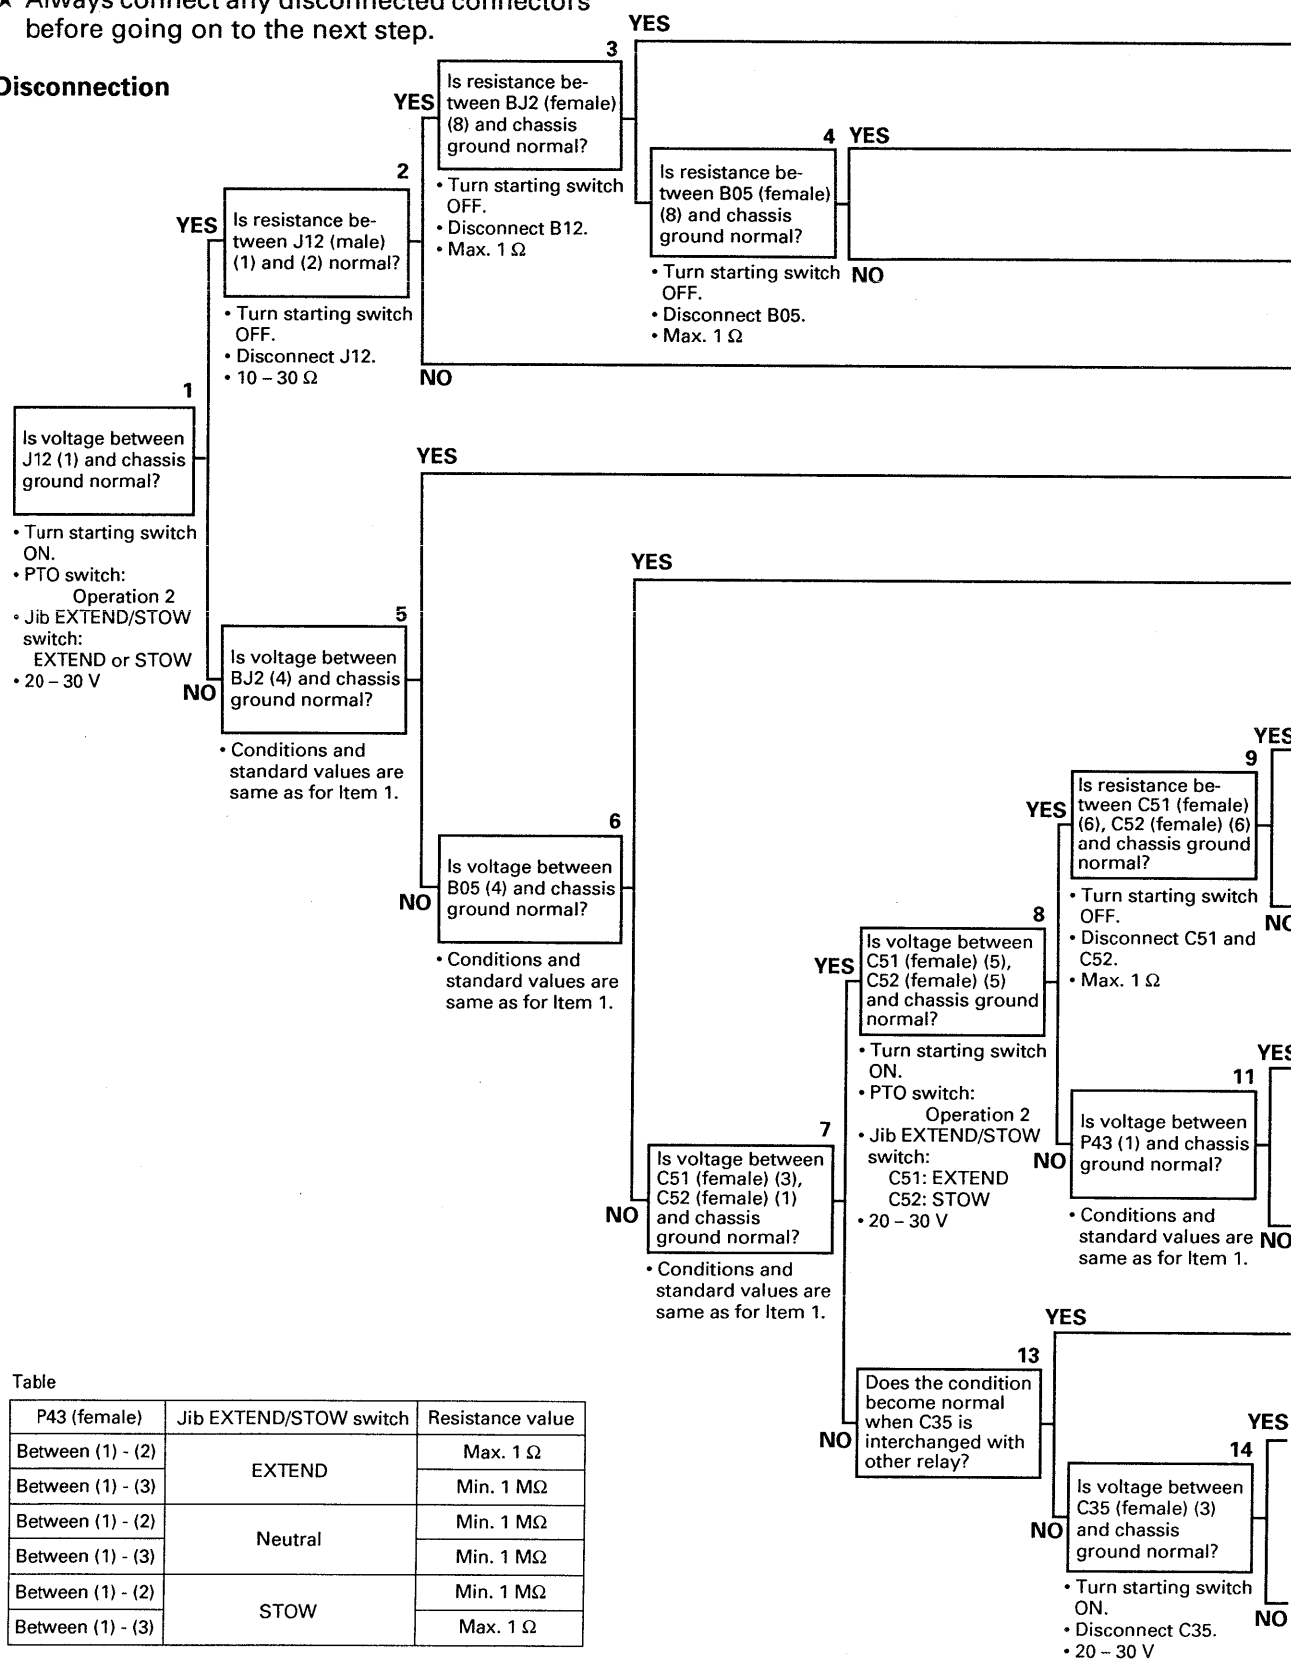 ★ Always connect any disconnected connectors
before going on to the next step.
Disconnection
1
Is voltage between
J12 (1) and chassis
ground normal?
• Turn starting switch
ON.
• PTO switch:
Operation 2
• Jib EXTEND/STOW
switch:
EXTEND or STOW
• 20 – 30 V
YES
2
Is resistance be-
tween J12 (male)
(1) and (2) normal?
• Turn starting switch
OFF.
• Disconnect J12.
• 10 – 30 Ω
YES
3
Is resistance be-
tween BJ2 (female)
(8) and chassis
ground normal?
• Turn starting switch
OFF.
• Disconnect B12.
• Max. 1 Ω
YES
4
Is resistance be-
tween B05 (female)
(8) and chassis
ground normal?
• Turn starting switch
OFF.
• Disconnect B05.
• Max. 1 Ω
YES
NO
NO
NO
5
Is voltage between
BJ2 (4) and chassis
ground normal?
• Conditions and
standard values are
same as for Item 1.
YES
NO
6
Is voltage between
B05 (4) and chassis
ground normal?
• Conditions and
standard values are
same as for Item 1.
YES
NO
7
Is voltage between
C51 (female) (3),
C52 (female) (1)
and chassis
ground normal?
• Conditions and
standard values are
same as for Item 1.
YES
8
Is voltage between
C51 (female) (5),
C52 (female) (5)
and chassis ground
normal?
• Turn starting switch
ON.
• PTO switch:
Operation 2
• Jib EXTEND/STOW
switch:
C51: EXTEND
C52: STOW
• 20 – 30 V
YES
9
Is resistance be-
tween C51 (female)
(6), C52 (female) (6)
and chassis ground
normal?
• Turn starting switch
OFF.
• Disconnect C51 and
C52.
• Max. 1 Ω
YES
NO
NO
11
Is voltage between
P43 (1) and chassis
ground normal?
• Conditions and
standard values are
same as for Item 1.
YES
NO
NO
13
Does the condition
become normal
when C35 is
interchanged with
other relay?
YES
NO
14
Is voltage between
C35 (female) (3)
and chassis
ground normal?
• Turn starting switch
ON.
• Disconnect C35.
• 20 – 30 V
YES
NO
Table
P43 (female) Jib EXTEND/STOW switch Resistance value
Between (1) - (2) EXTEND Max. 1 Ω
Between (1) - (3) Min. 1 MΩ
Between (1) - (2) Neutral Min. 1 MΩ
Between (1) - (3) Min. 1 MΩ
Between (1) - (2) STOW Min. 1 MΩ
Between (1) - (3) Max. 1 Ω